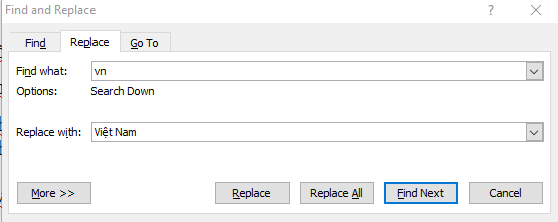 Find and Replace
Find Replace Go To
Find what: vn
Options: Search Down
Replace with: Việt Nam
More >> Replace Replace All Find Next Cancel